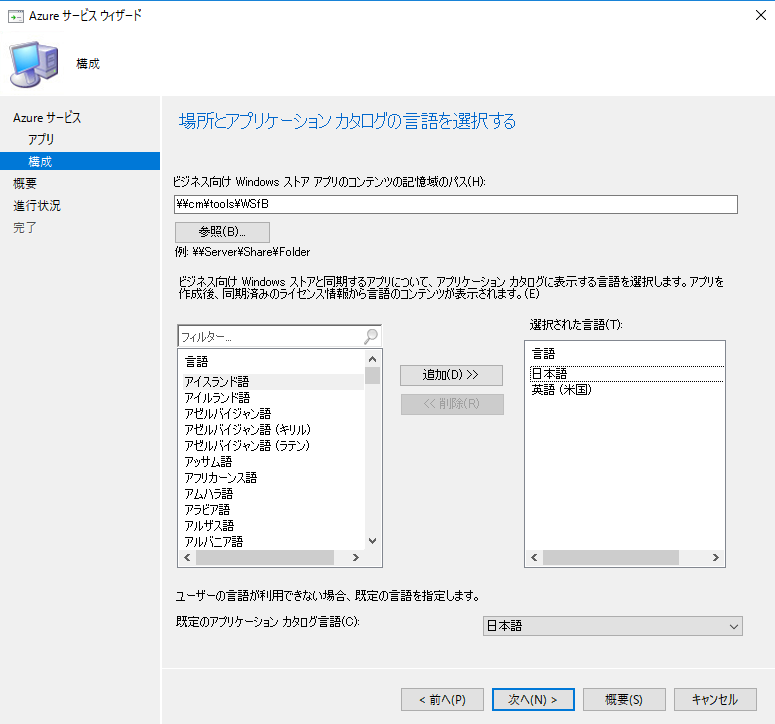 Azure サービス ウィザード
構成
Azure サービス
アプリ
構成
概要
進行状況
完了
場所とアプリケーション カタログの言語を選択する
ビジネス向け Windows ストア アプリのコンテンツの記憶域のパス(H):
¥¥cm¥tools¥WSfB
参照(B)...
例: ¥¥Server¥Share¥Folder
ビジネス向け Windows ストアと同期するアプリについて、アプリケーション カタログに表示する言語を選択します。アプリを
作成後、同期済みのライセンス情報から言語のコンテンツが表示されます。(E)
フィルター...
言語
アイスランド語
アイルランド語
アゼルバイジャン語
アゼルバイジャン語 (キリル)
アゼルバイジャン語 (ラテン)
アッサム語
アフリカーンス語
アムハラ語
アラビア語
アルザス語
アルバニア語
追加(D) >>
<< 削除(R)
選択された言語(T):
言語
日本語
英語 (米国)
ユーザーの言語が利用できない場合、既定の言語を指定します。
既定のアプリケーション カタログ言語(C):
日本語
< 前へ(P)
次へ(N) >
概要(S)
キャンセル